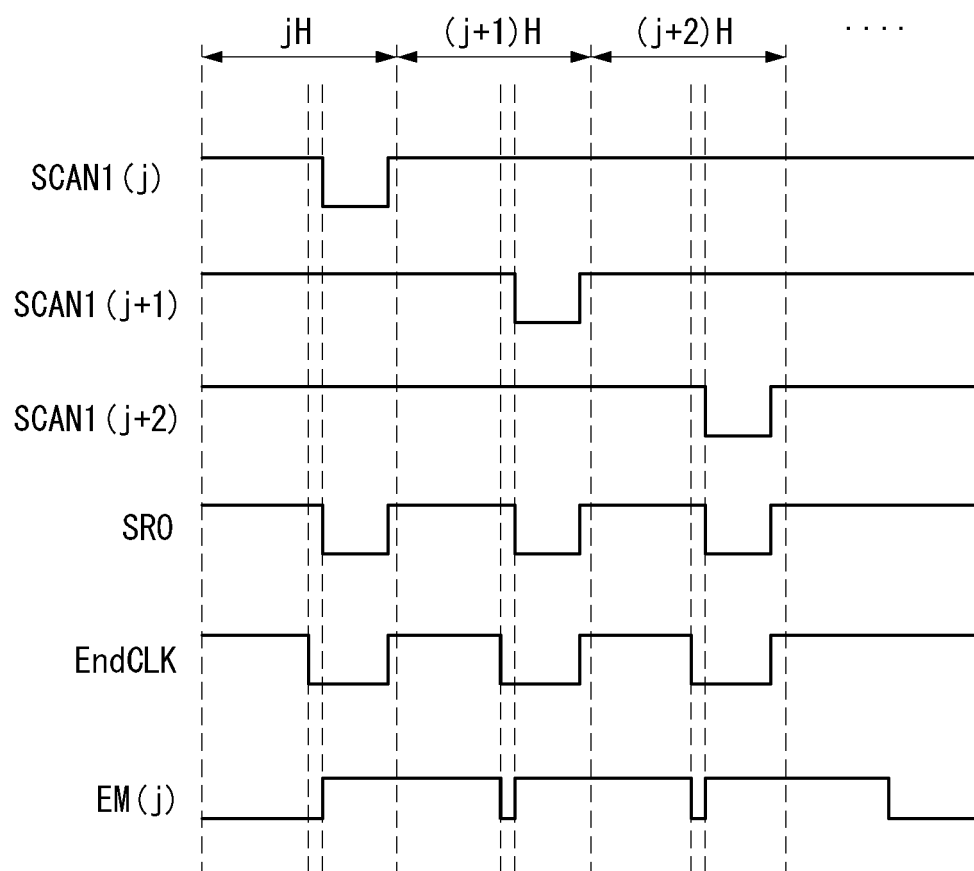 jH (j+1)H (j+2)H ····
SCAN1(j)
SCAN1(j+1)
SCAN1(j+2)
SRO
EndCLK
EM(j)